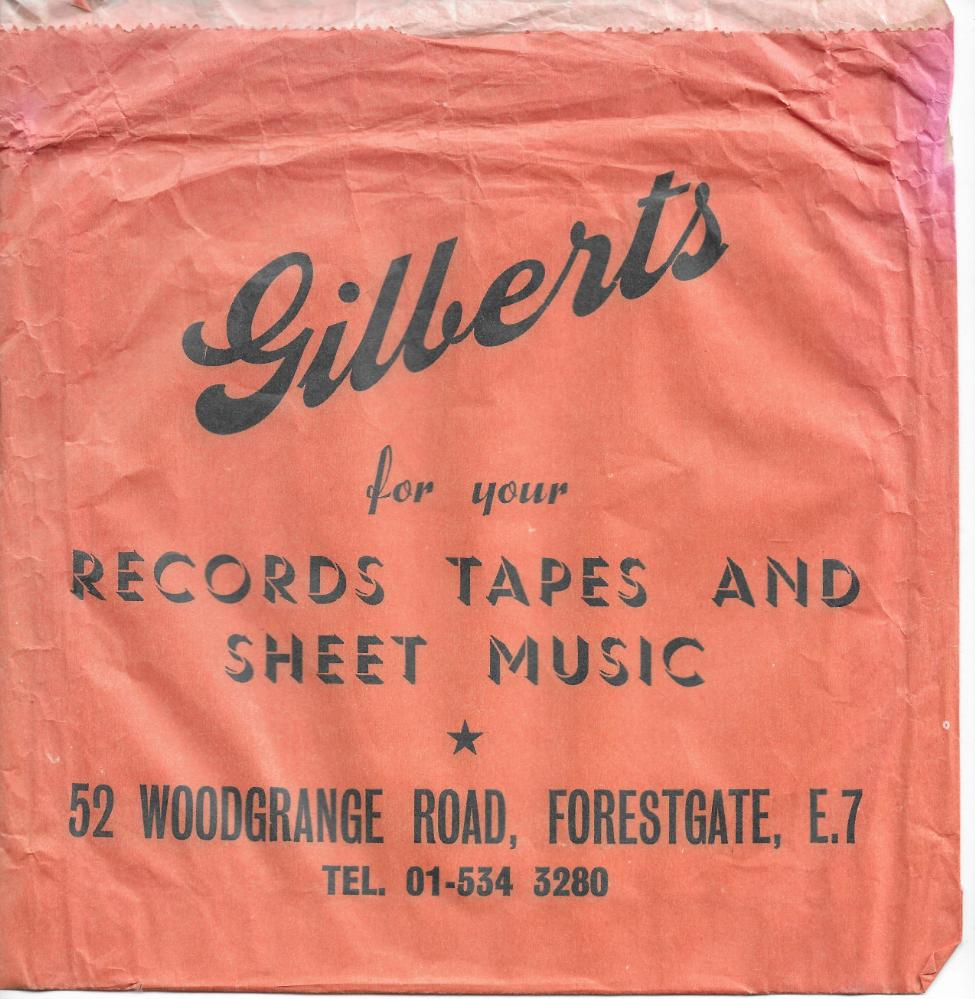 Gilberts
for your
RECORDS TAPES AND
SHEET MUSIC
52 WOODGRANGE ROAD, FORESTGATE, E.7
TEL. 01-534 3280